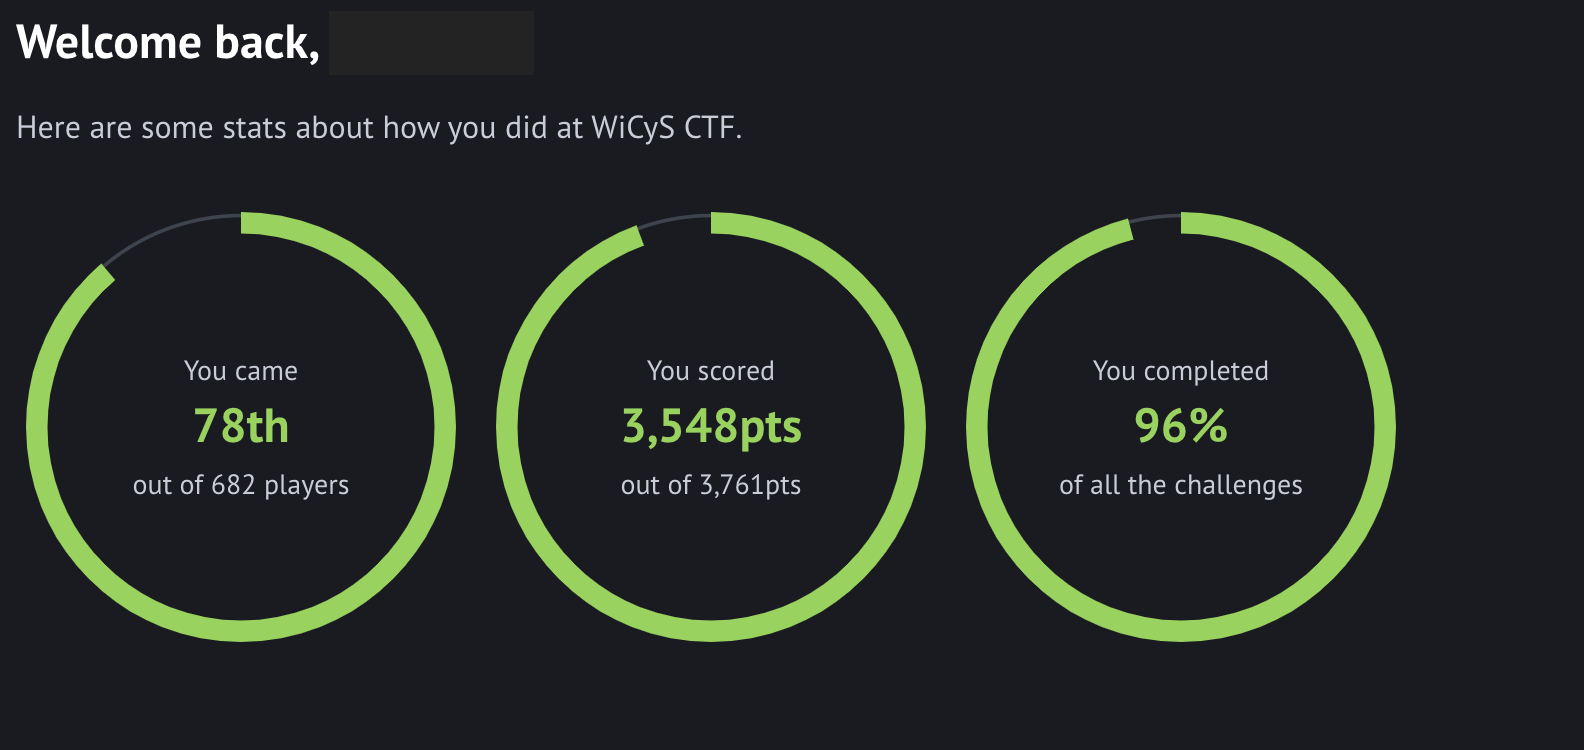 Welcome back,
Here are some stats about how you did at WiCyS CTF.
You came
78th
out of 682 players
You scored
3,548pts
out of 3,761pts
You completed
96%
of all the challenges